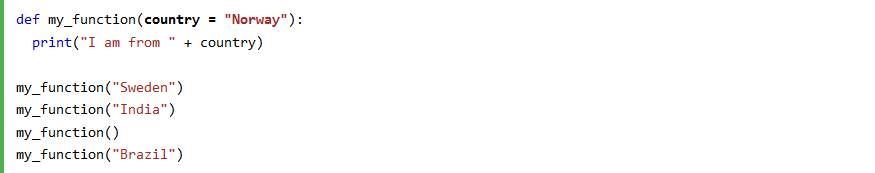 def my_function(country = "Norway"):
  print("I am from " + country)

my_function("Sweden")
my_function("India")
my_function()
my_function("Brazil")